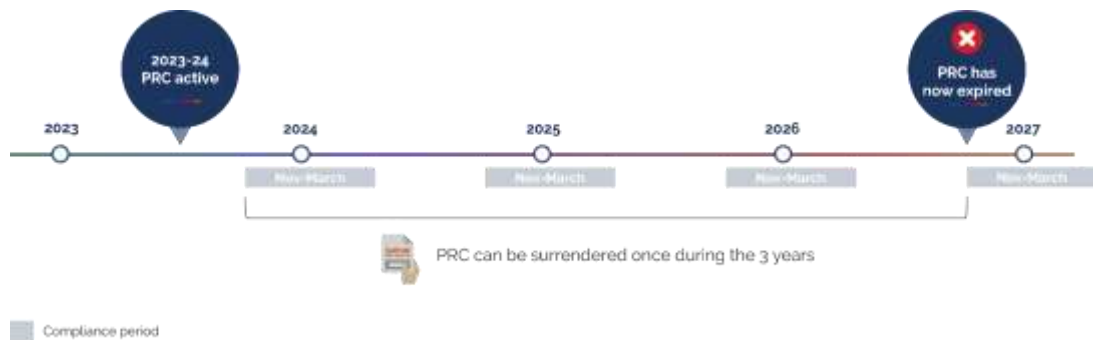 2023-24
PRC active
PRC has
now expired
2023
2024
2025
2026
2027
Nov-March
Nov-March
Nov-March
Nov-March
PRC can be surrendered once during the 3 years
Compliance period